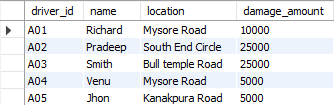 driver_id name location damage_amount
A01 Richard Mysore Road 10000
A02 Pradeep South End Circle 25000
A03 Smith Bull temple Road 25000
A04 Venu Mysore Road 5000
A05 Jhon Kanakpura Road 5000